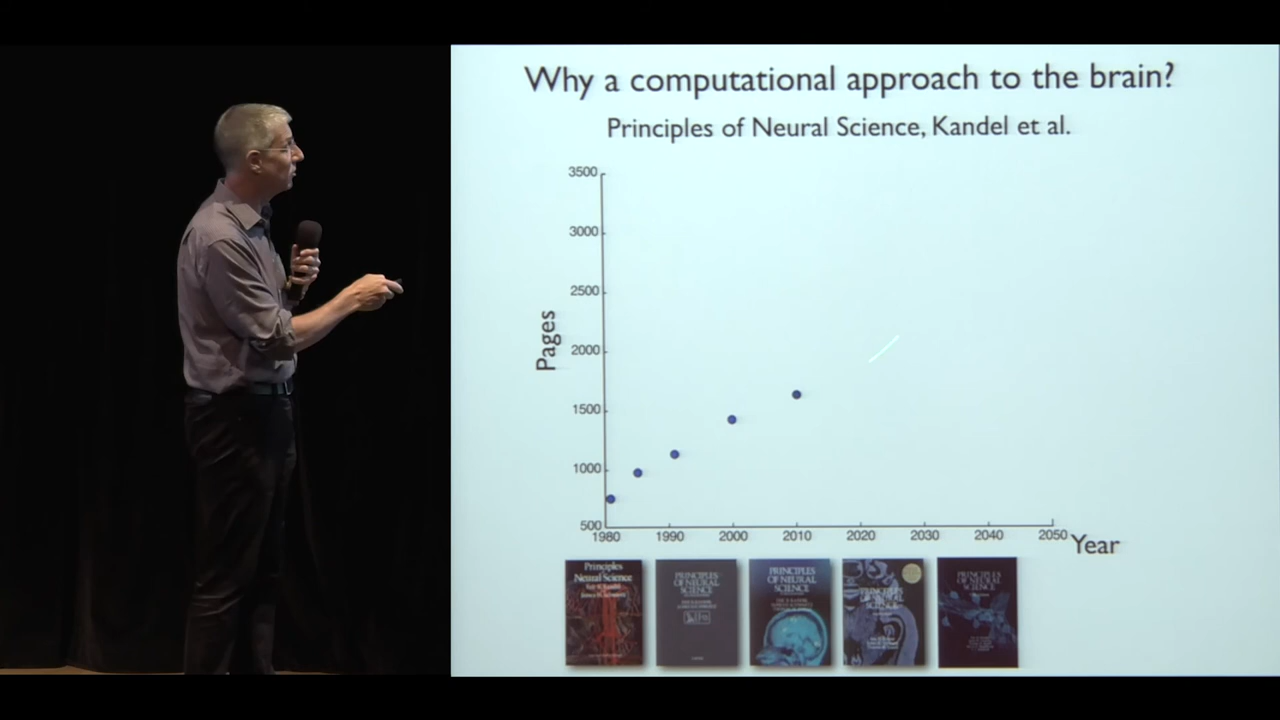 Why a computational approach to the brain?
Principles of Neural Science, Kandel et al.
3500
3000
2500
2000
1500
1000
500
Pages
1980 1990 2000 2010 2020 2030 2040 2050
Year
Principles
of
Neural Science
PRINCIPLES
OF NEURAL
SCIENCE
PRINCIPLES
OF NEURAL
SCIENCE
PRINCIPLES
OF NEURAL
SCIENCE